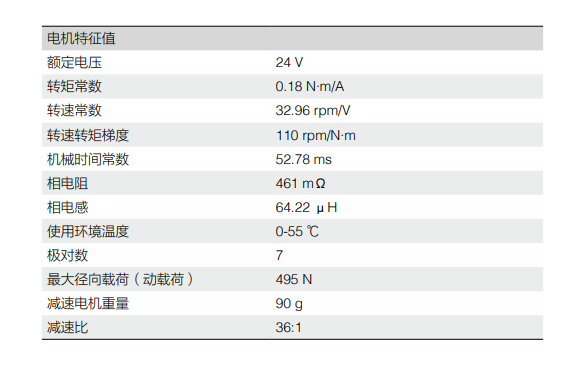 电机特征值
额定电压 24 V
转矩常数 0.18 N·m/A
转速常数 32.96 rpm/V
转速转矩梯度 110 rpm/N·m
机械时间常数 52.78 ms
相电阻 461 mΩ
相电感 64.22 μH
使用环境温度 0-55 ℃
极对数 7
最大径向载荷（动载荷） 495 N
减速电机重量 90 g
减速比 36:1